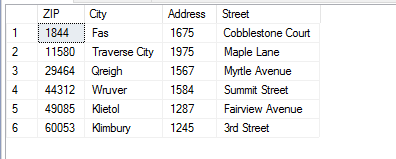 ZIP City Address Street
1 1844 Fas 1675 Cobblestone Court
2 11580 Traverse City 1975 Maple Lane
3 29464 Qreigh 1567 Myrtle Avenue
4 44312 Wruver 1584 Summit Street
5 49085 Klietol 1287 Fairview Avenue
6 60053 Klimbury 1245 3rd Street